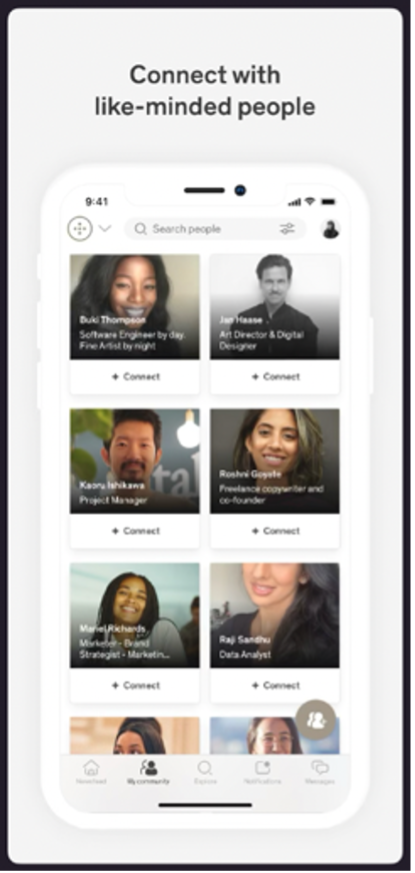 Connect with
like-minded people
9:41
Search people
Buki Thompson
Software Engineer by day.
Fine Artist by night
Jan Haase
Art Director & Digital
Designer
+ Connect
+ Connect
tal
Kaoru Ishikawa
Project Manager
Roshni Goyate
Freelance copywriter and
co-founder
+ Connect
+ Connect
Mariel Richards
Marketer - Brand
Strategist - Marketin...
Raji Sandhu
Data Analyst
+ Connect
+ Connect
Newsfeed
My community
Explore
Notifications
Messages